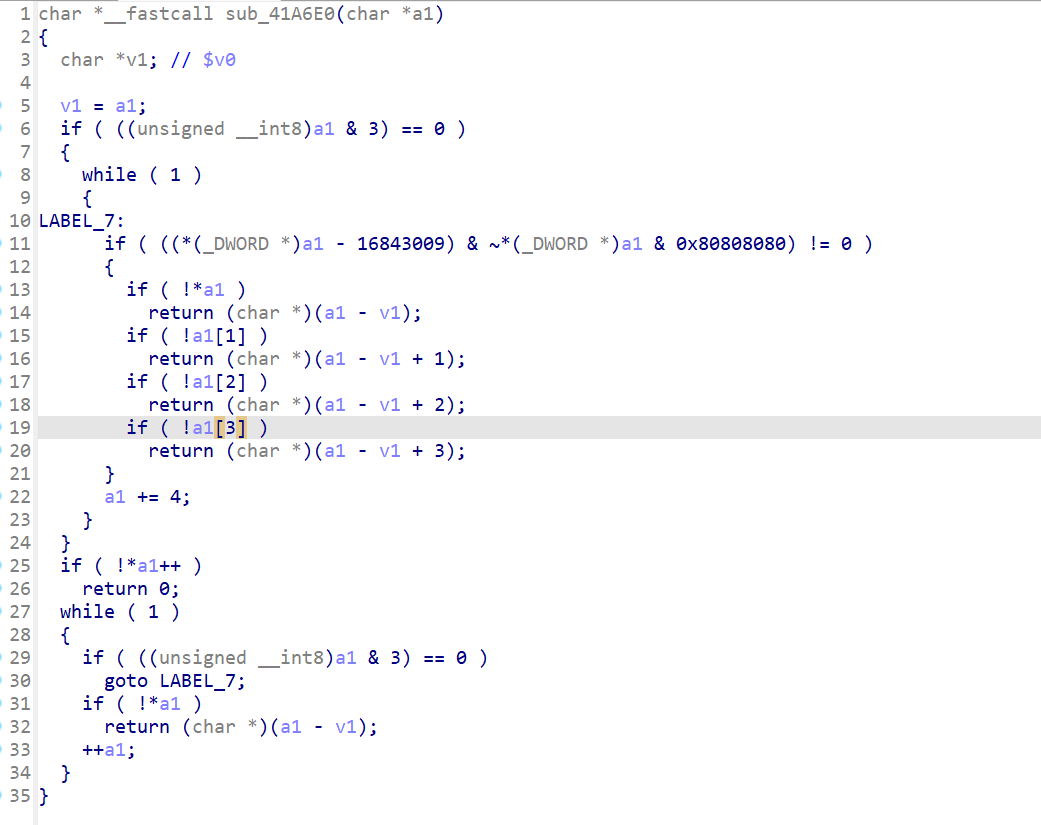 1 char *__fastcall sub_41A6E0(char *a1)
2 {
3   char *v1; // $v0
4
5   v1 = a1;
6   if ( ((unsigned __int8)a1 & 3) == 0 )
7   {
8     while ( 1 )
9     {
10 LABEL_7:
11       if ( ((*(_DWORD *)a1 - 16843009) & ~*(_DWORD *)a1 & 0x80808080) != 0 )
12       {
13         if ( !*a1 )
14           return (char *)(a1 - v1);
15         if ( !a1[1] )
16           return (char *)(a1 - v1 + 1);
17         if ( !a1[2] )
18           return (char *)(a1 - v1 + 2);
19         if ( !a1[3] )
20           return (char *)(a1 - v1 + 3);
21       }
22       a1 += 4;
23     }
24   }
25   if ( !*a1++ )
26     return 0;
27   while ( 1 )
28   {
29     if ( ((unsigned __int8)a1 & 3) == 0 )
30       goto LABEL_7;
31     if ( !*a1 )
32       return (char *)(a1 - v1);
33     ++a1;
34   }
35 }